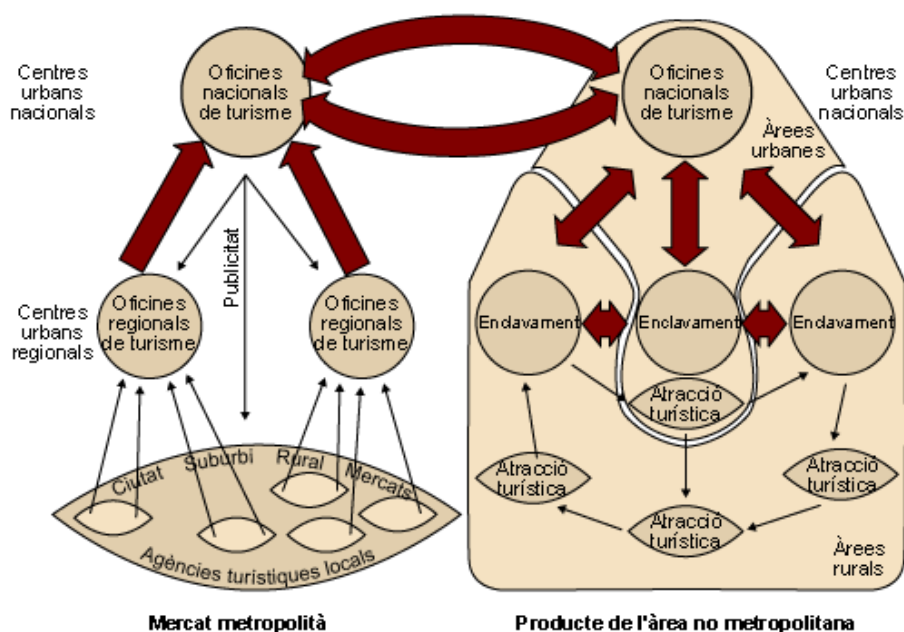 Centres
urbans
nacionals
Oficines
nacionals
de turisme
Oficines
nacionals
de turisme
Centres
urbans
nacionals
Àrees
urbanes
Publicitat
Centres
urbans
regionals
Oficines
regionals
de turisme
Oficines
regionals
de turisme
Enclavament
Enclavament
Enclavament
Atracció
turística
Ciutat
Suburbi
Rural
Mercats
Atracció
turística
Atracció
turística
Atracció
turística
Agències turístiques locals
Àrees
rurals
Mercat metropolità
Producte de l'àrea no metropolitana